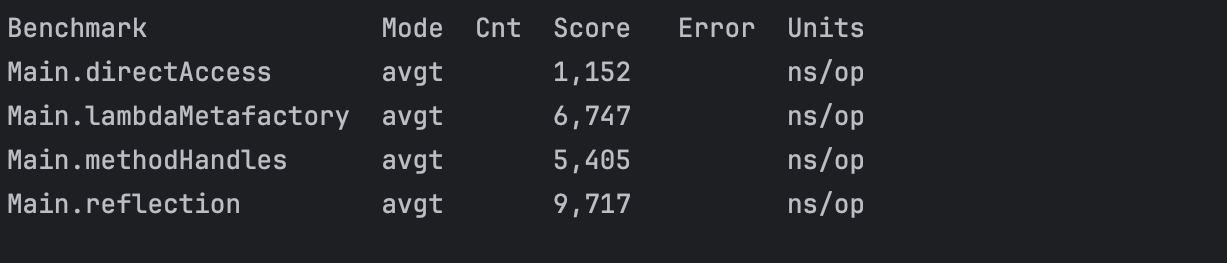 Benchmark Mode Cnt Score Error Units
Main.directAccess avgt 1,152 ns/op
Main.lambdaMetafactory avgt 6,747 ns/op
Main.methodHandles avgt 5,405 ns/op
Main.reflection avgt 9,717 ns/op